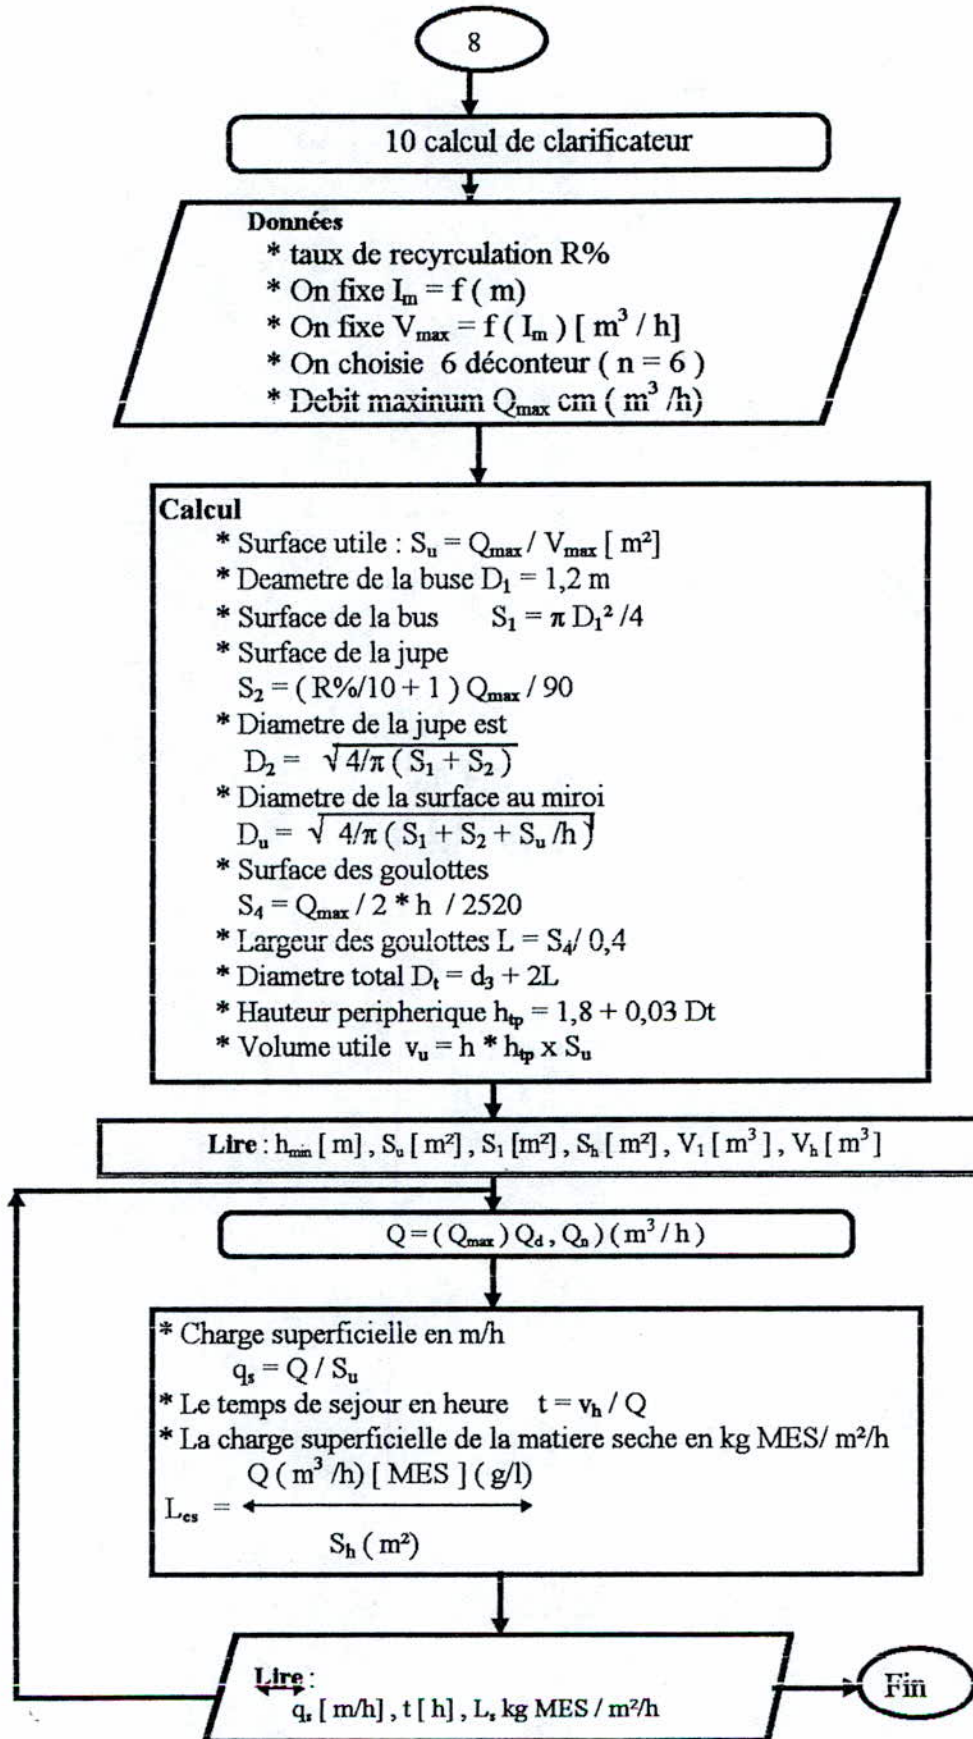 8
10 calcul de clarificateur
Données
* taux de recyrculation R%
* On fixe Iₘ = f ( m)
* On fixe Vₘₐₓ = f ( Iₘ ) [ m³ / h]
* On choisie 6 déconteur ( n = 6 )
* Debit maxinum Qₘₐₓ cm ( m³ /h)
Calcul
* Surface utile : Sᵤ = Qₘₐₓ / Vₘₐₓ [ m²]
* Deametre de la buse D₁ = 1,2 m
* Surface de la bus S₁ = π D₁² /4
* Surface de la jupe
S₂ = ( R%/10 + 1 ) Qₘₐₓ / 90
* Diametre de la jupe est
D₂ = √ 4/π ( S₁ + S₂ )
* Diametre de la surface au miroi
Dᵤ = √ 4/π ( S₁ + S₂ + Sᵤ /h )
* Surface des goulottes
S₄ = Qₘₐₓ / 2 * h / 2520
* Largeur des goulottes L = S₄/ 0,4
* Diametre total Dₜ = d₃ + 2L
* Hauteur peripherique hₜₚ = 1,8 + 0,03 Dt
* Volume utile vᵤ = h * hₜₚ x Sᵤ
Lire : hₘᵢₙ [ m] , Sᵤ [ m²] , S₁ [m²] , Sₕ [ m²] , V₁ [ m³ ] , Vₕ [ m³ ]
Q = ( Qₘₐₓ ) Q_d , Qₙ ) ( m³ / h )
* Charge superficielle en m/h
qₛ = Q / Sᵤ
* Le temps de sejour en heure t = vₕ / Q
* La charge superficielle de la matiere seche en kg MES/ m²/h
Q ( m³ /h) [ MES ] ( g/l)
L_cs =
Sₕ ( m²)
Lire :
qₛ [ m/h] , t [ h] , Lₛ kg MES / m²/h
Fin